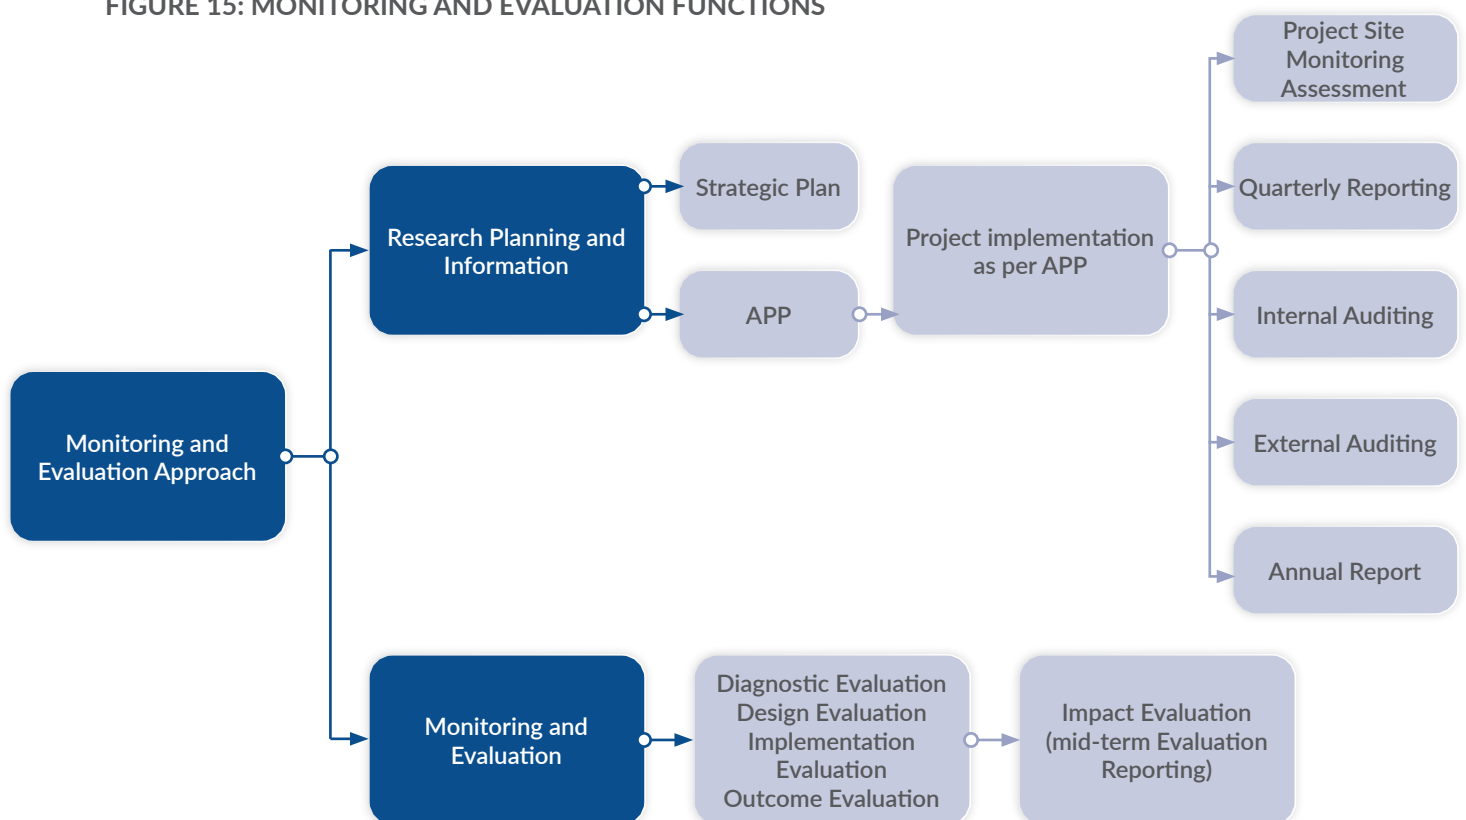 FIGURE 15: MONITORING AND EVALUATION FUNCTIONS
Project Site
Monitoring
Assessment
Strategic Plan
Quarterly Reporting
Research Planning and
Information
Project implementation
as per APP
APP
Internal Auditing
Monitoring and
Evaluation Approach
External Auditing
Annual Report
Monitoring and
Evaluation
Diagnostic Evaluation
Design Evaluation
Implementation
Evaluation
Outcome Evaluation
Impact Evaluation
(mid-term Evaluation
Reporting)